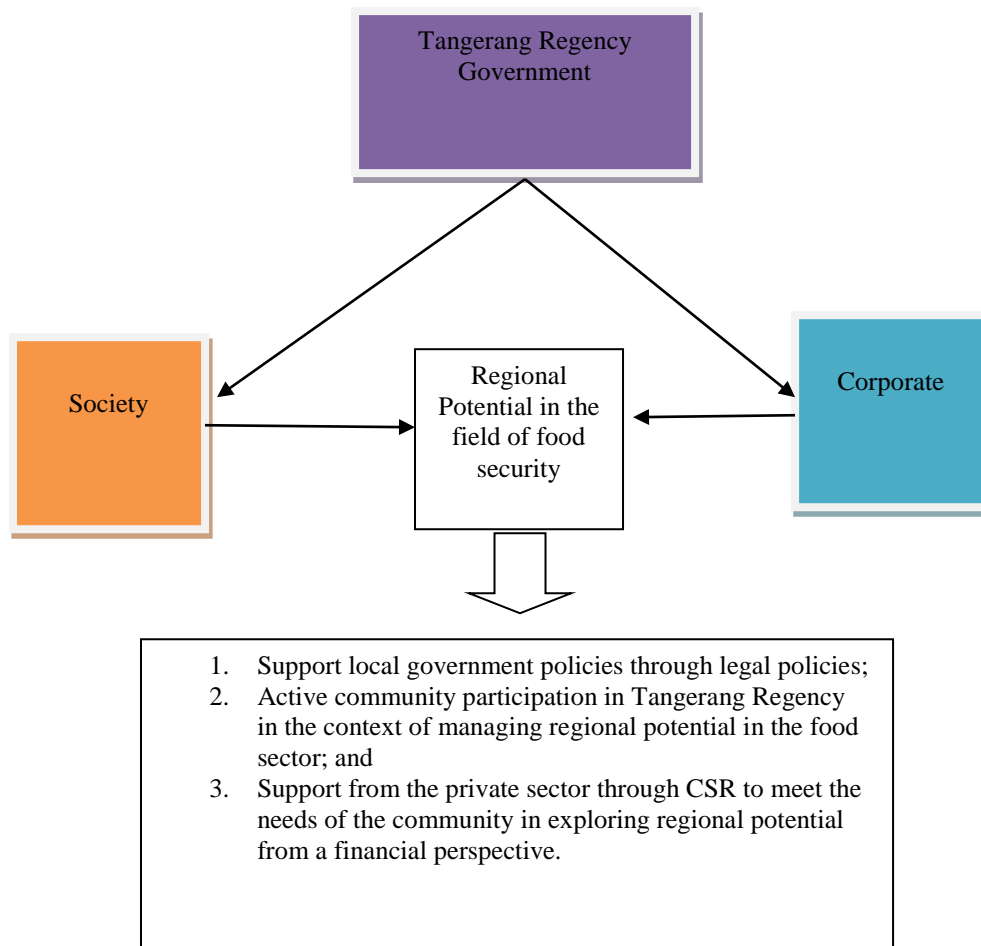 Tangerang Regency
Government
Society
Regional
Potential in the
field of food
security
Corporate
1. Support local government policies through legal policies;
2. Active community participation in Tangerang Regency
in the context of managing regional potential in the food
sector; and
3. Support from the private sector through CSR to meet the
needs of the community in exploring regional potential
from a financial perspective.